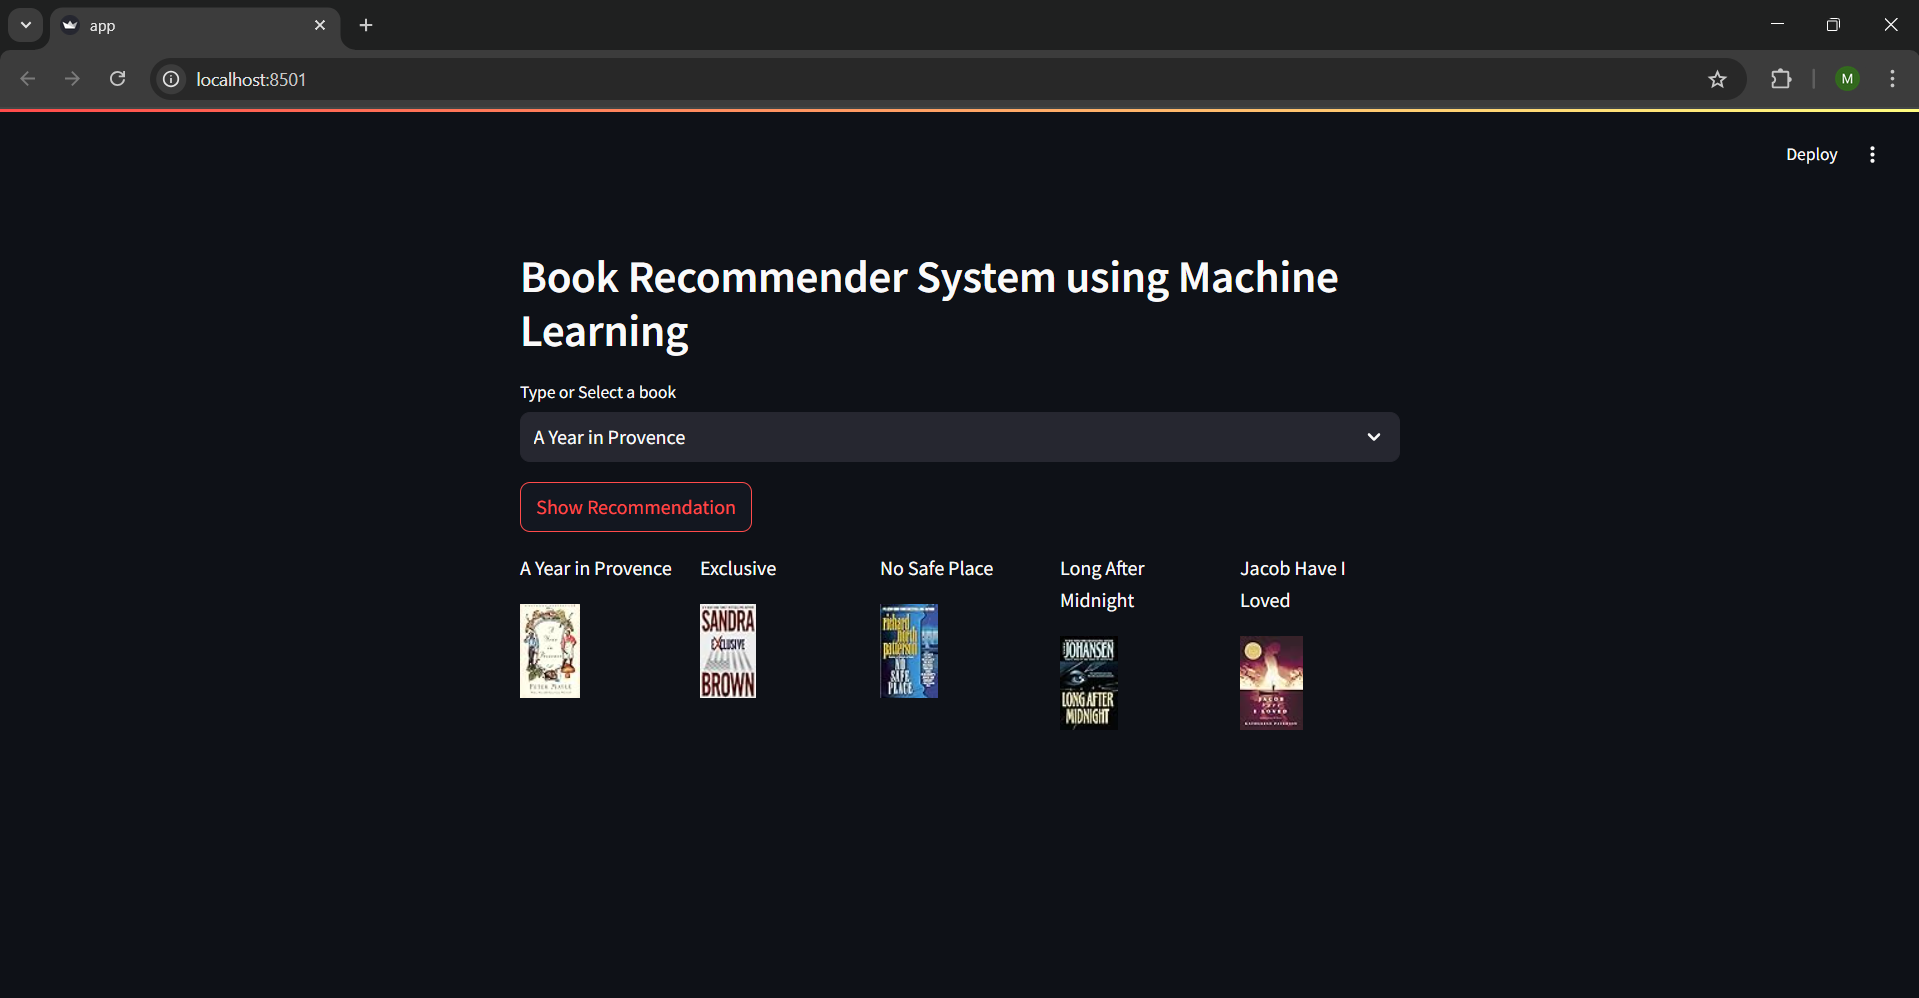 app
localhost:8501
M
Deploy
Book Recommender System using Machine
Learning
Type or Select a book
A Year in Provence
Show Recommendation
A Year in Provence
Exclusive
No Safe Place
Long After
Midnight
Jacob Have I
Loved
PETER MAYLE
SANDRA
EXCLUSIVE
BROWN
richard
north
patterson
NO
SAFE
PLACE
JOHANSEN
LONG AFTER
MIDNIGHT
JACOB
HAVE
I LOVED
KATHERINE PATERSON